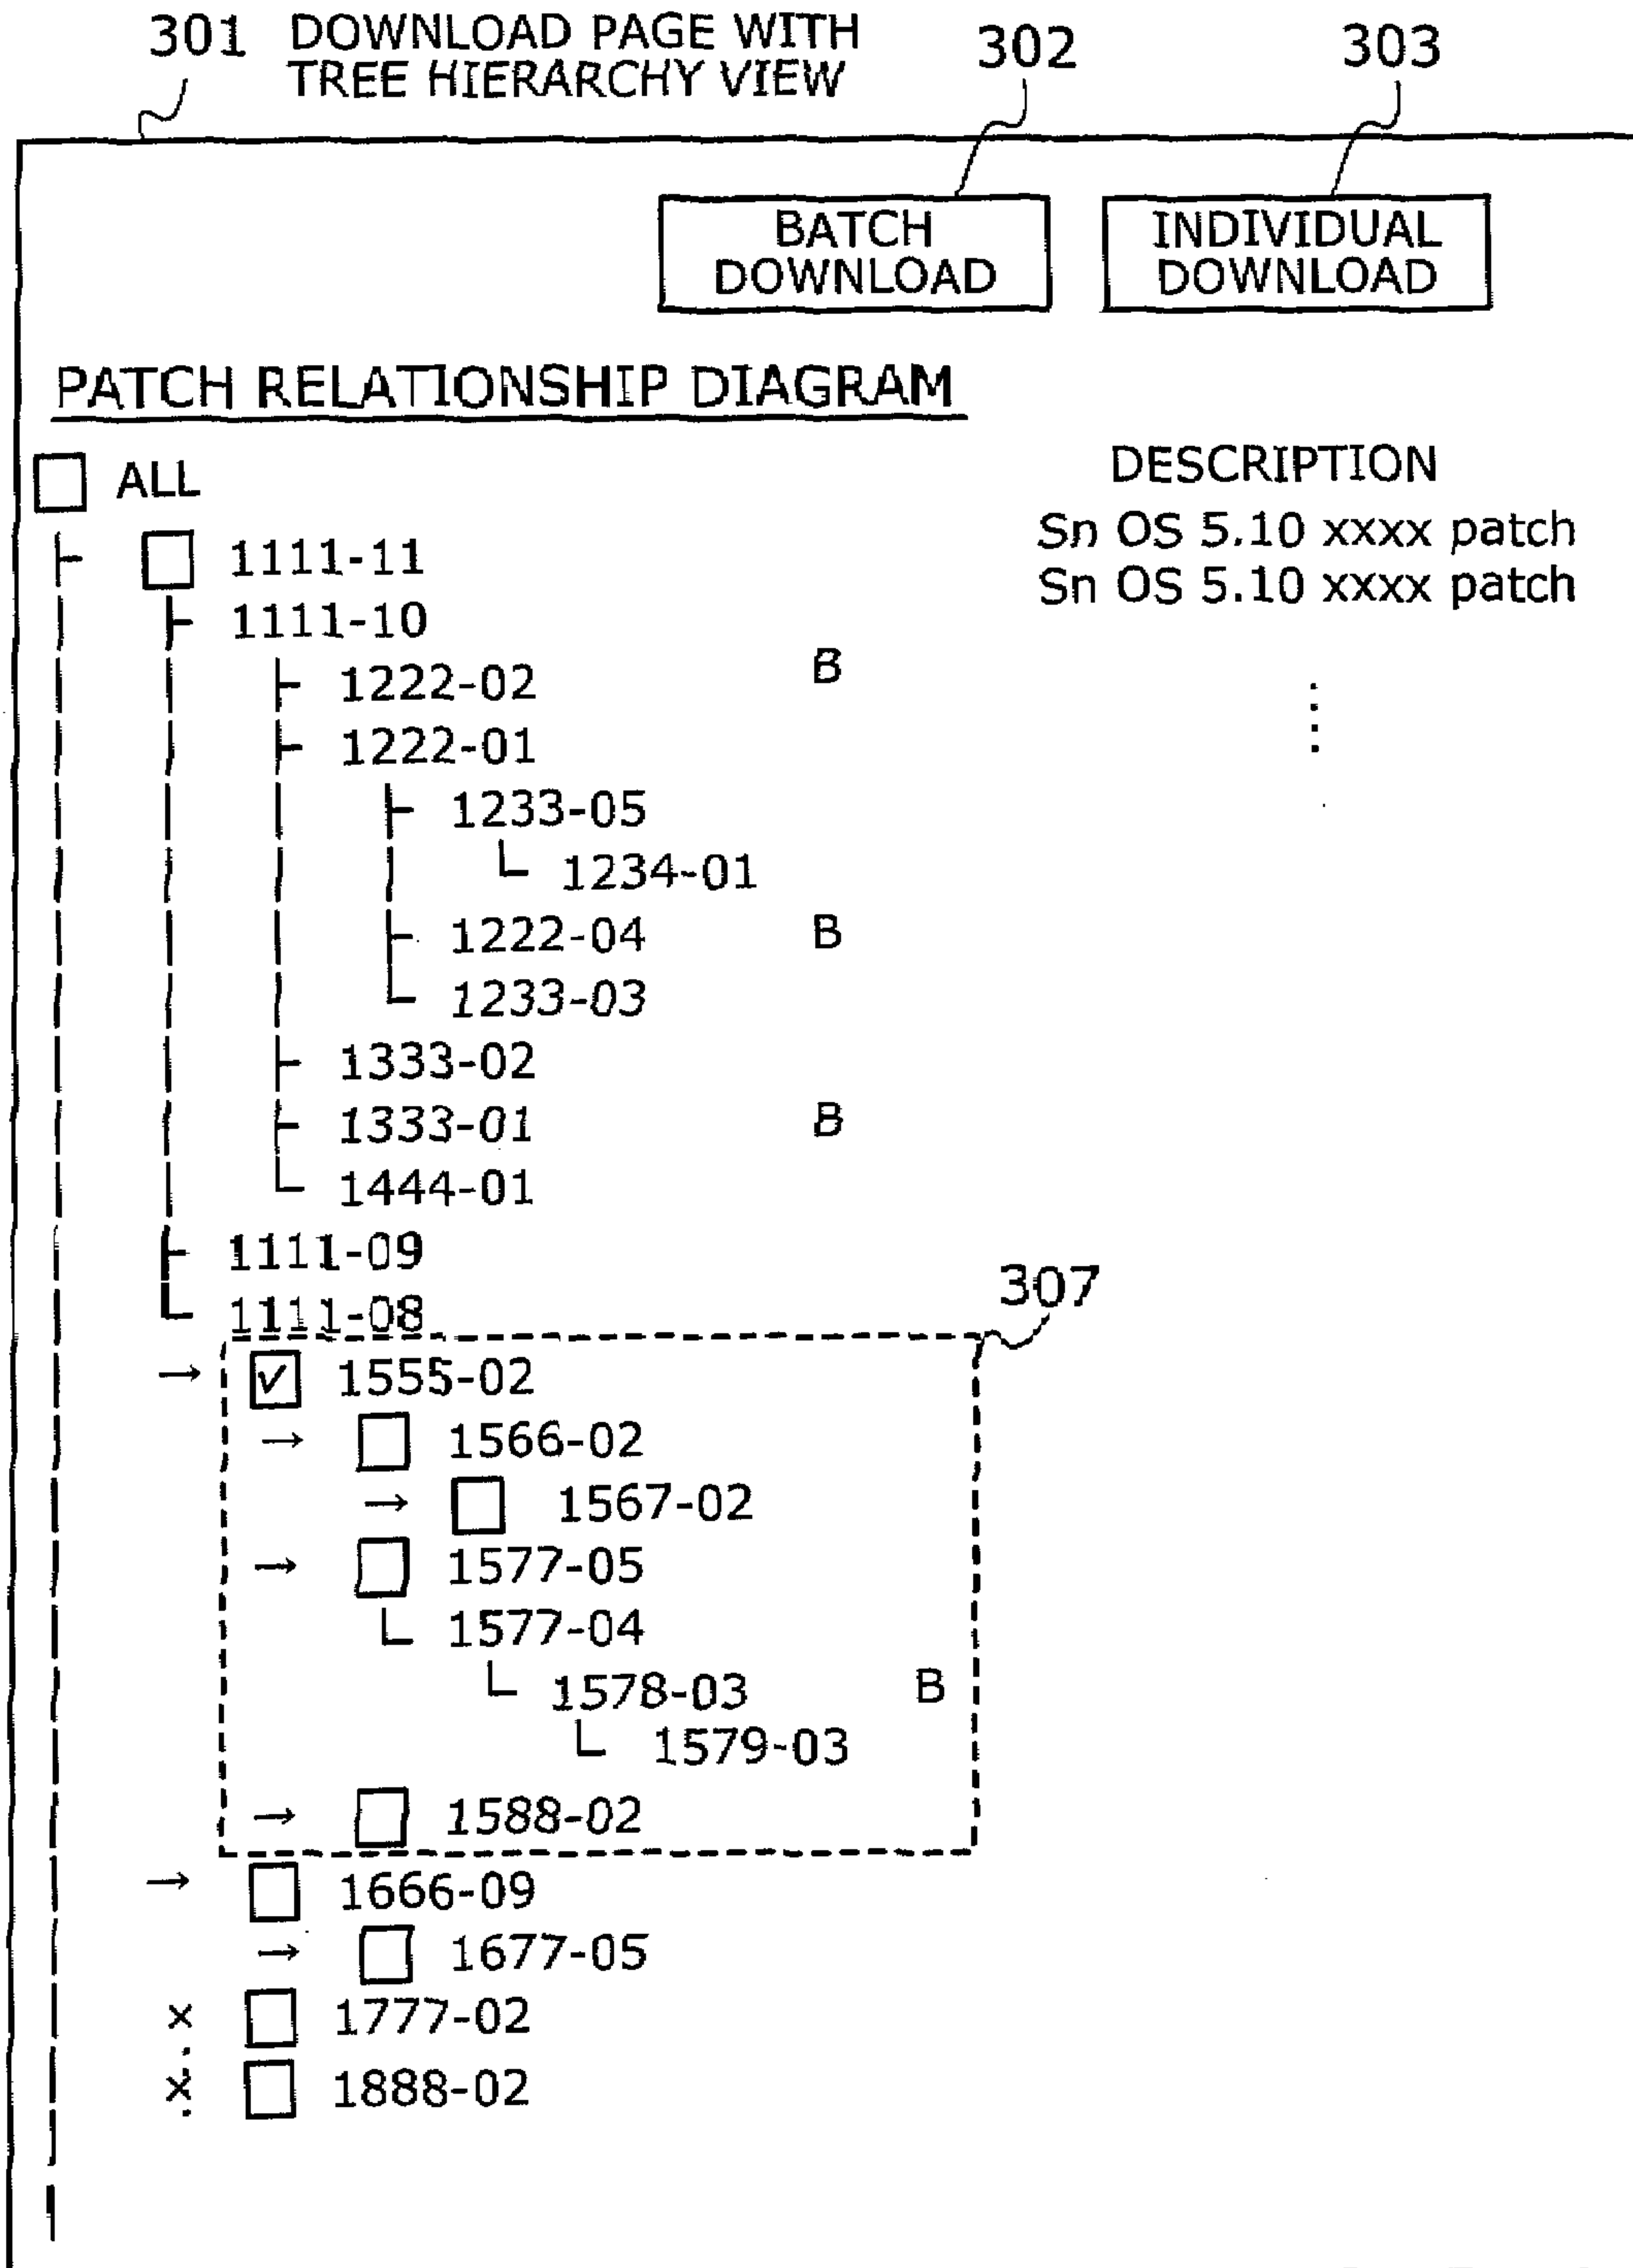 301 DOWNLOAD PAGE WITH
TREE HIERARCHY VIEW
302
303
BATCH
DOWNLOAD
INDIVIDUAL
DOWNLOAD
PATCH RELATIONSHIP DIAGRAM
ALL
DESCRIPTION
Sn OS 5.10 xxxx patch
Sn OS 5.10 xxxx patch
1111-11
1111-10
1222-02 B
1222-01
1233-05
1234-01
1222-04 B
1233-03
1333-02
1333-01 B
1444-01
1111-09
1111-08
307
→ ✓ 1555-02
→ 1566-02
→ 1567-02
→ 1577-05
1577-04
1578-03 B
1579-03
→ 1588-02
→ 1666-09
→ 1677-05
x 1777-02
x 1888-02